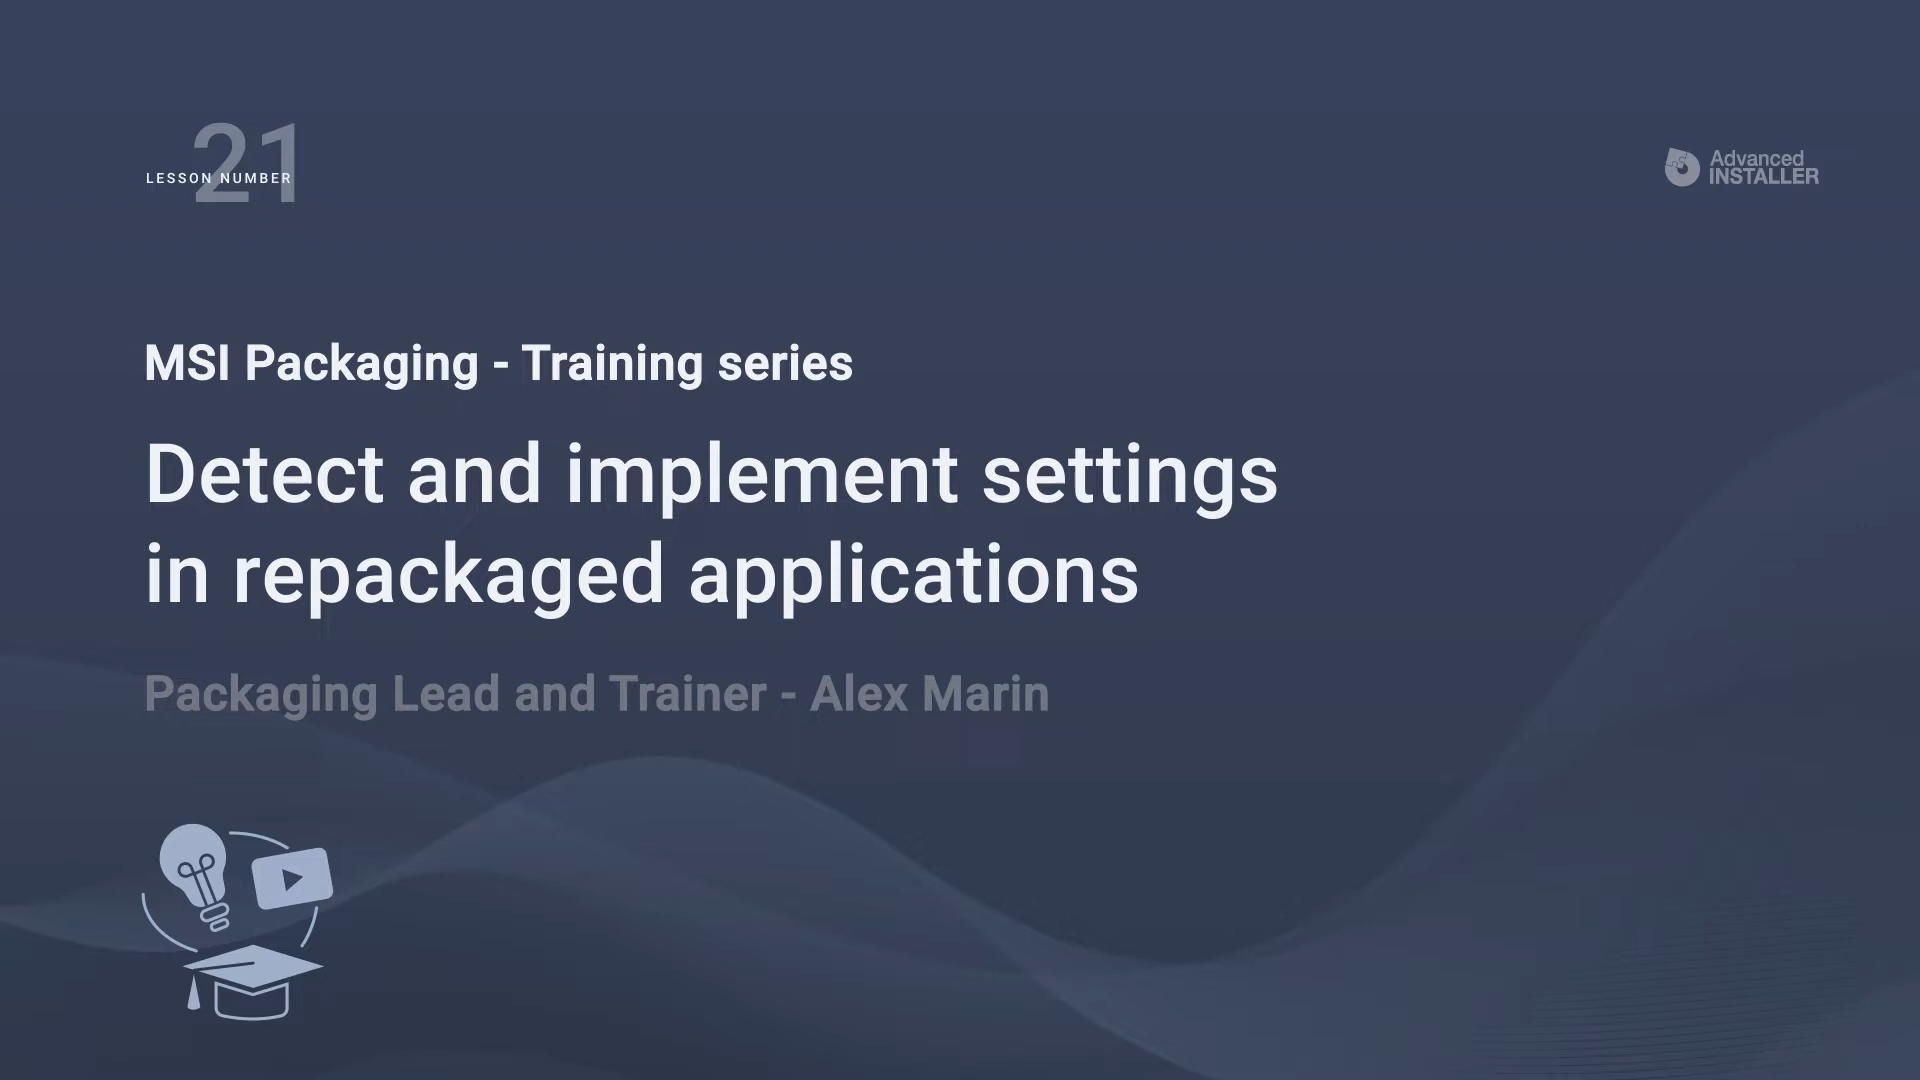 21
LESSON NUMBER
Advanced
INSTALLER
MSI Packaging - Training series
Detect and implement settings
in repackaged applications
Packaging Lead and Trainer - Alex Marin